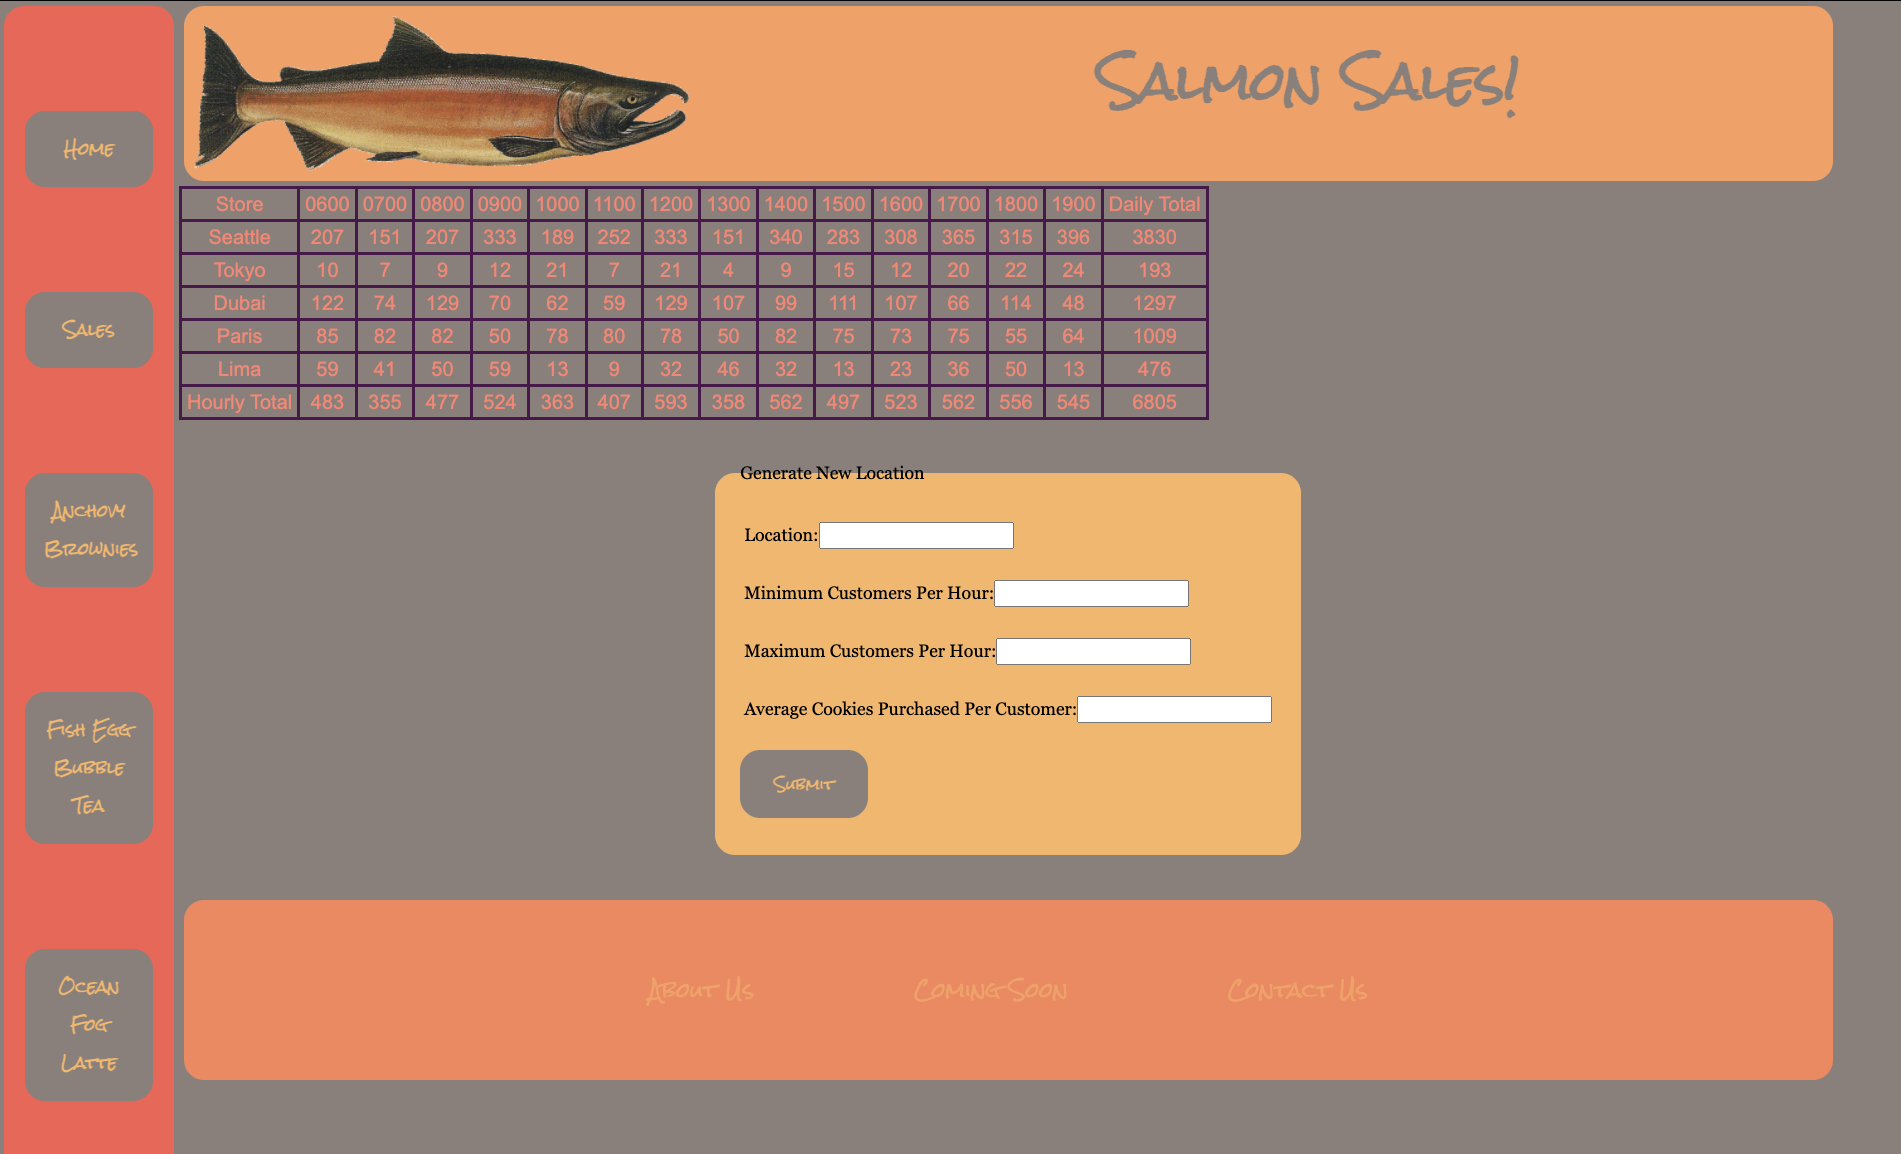 Home
Sales
Anchovy
Brownies
Fish Egg
Bubble
Tea
Ocean
Fog
Latte
Salmon Sales!
Store 0600 0700 0800 0900 1000 1100 1200 1300 1400 1500 1600 1700 1800 1900 Daily Total
Seattle 207 151 207 333 189 252 333 151 340 283 308 365 315 396 3830
Tokyo 10 7 9 12 21 7 21 4 9 15 12 20 22 24 193
Dubai 122 74 129 70 62 59 129 107 99 111 107 66 114 48 1297
Paris 85 82 82 50 78 80 78 50 82 75 73 75 55 64 1009
Lima 59 41 50 59 13 9 32 46 32 13 23 36 50 13 476
Hourly Total 483 355 477 524 363 407 593 358 562 497 523 562 556 545 6805
Generate New Location
Location:
Minimum Customers Per Hour:
Maximum Customers Per Hour:
Average Cookies Purchased Per Customer:
Submit
About Us Coming Soon Contact Us